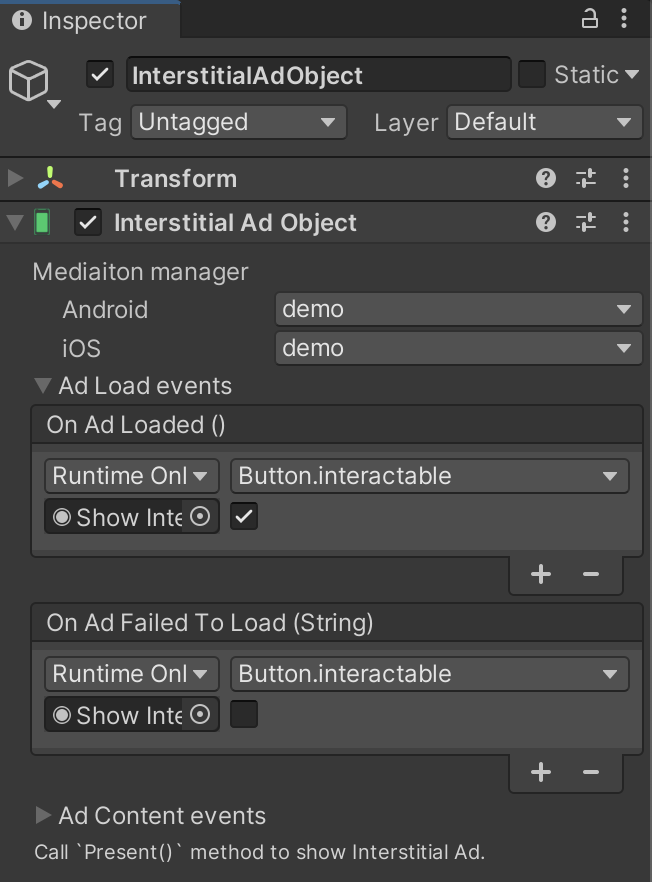 Inspector
InterstitialAdObject Static
Tag Untagged Layer Default
Transform
Interstitial Ad Object
Mediaiton manager
Android demo
iOS demo
Ad Load events
On Ad Loaded ()
Runtime Onl Button.interactable
Show Inte
On Ad Failed To Load (String)
Runtime Onl Button.interactable
Show Inte
Ad Content events
Call `Present()` method to show Interstitial Ad.